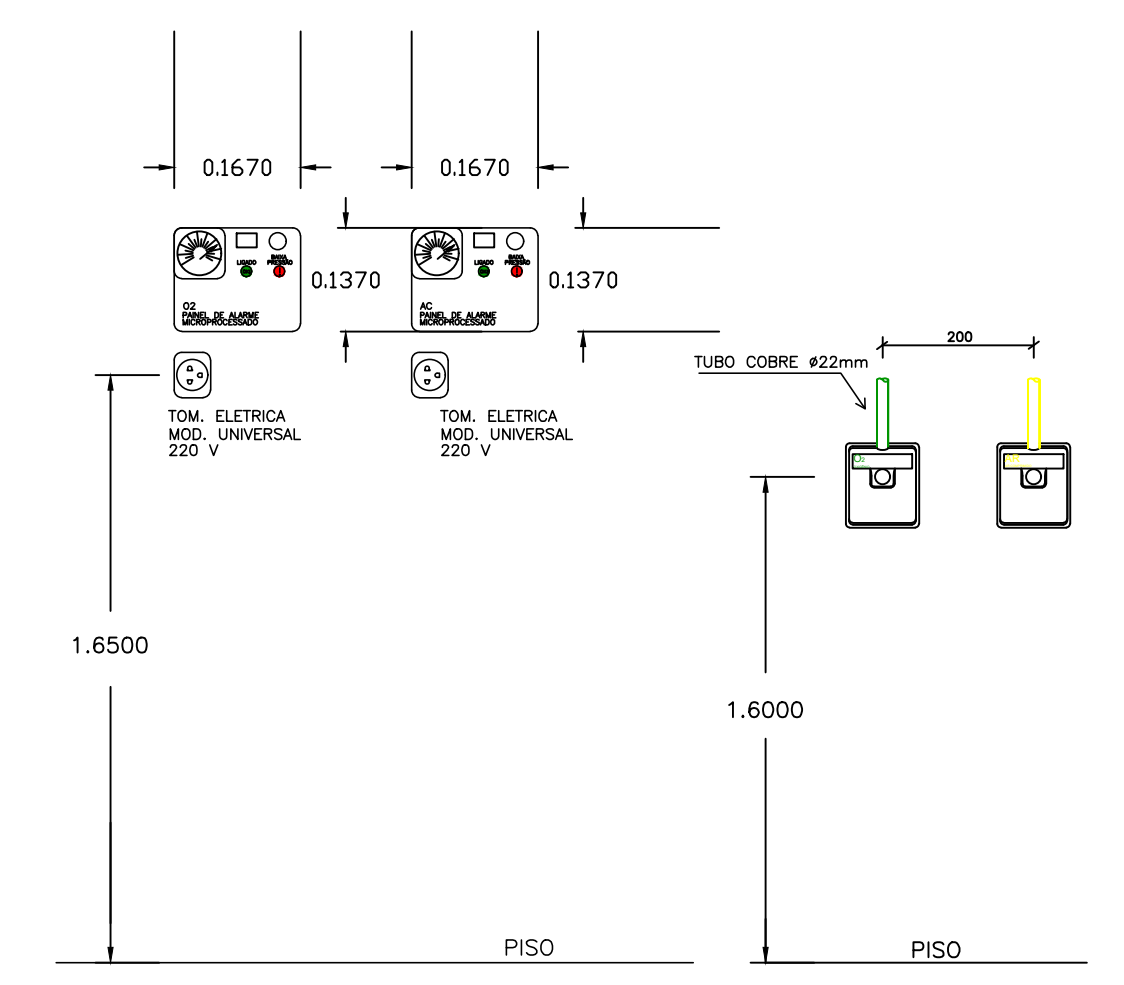 0.1670
0.1670
LIGADO
BAIXA
PRESSÃO
O2
PAINEL DE ALARME
MICROPROCESSADO
0.1370
LIGADO
BAIXA
PRESSÃO
AC
PAINEL DE ALARME
MICROPROCESSADO
0.1370
TOM. ELETRICA
MOD. UNIVERSAL
220 V
TOM. ELETRICA
MOD. UNIVERSAL
220 V
1.6500
PISO
200
TUBO COBRE ø22mm
O₂
AR
1.6000
PISO